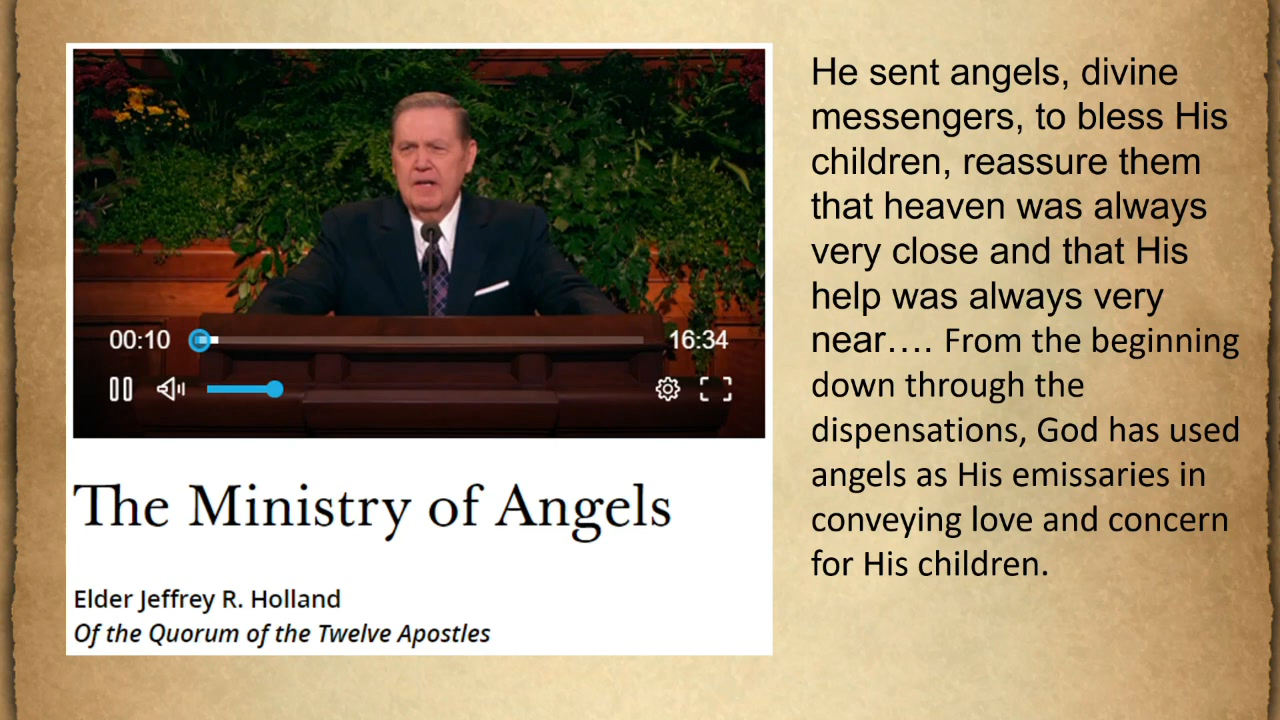 00:10
16:34
The Ministry of Angels
Elder Jeffrey R. Holland
Of the Quorum of the Twelve Apostles
He sent angels, divine
messengers, to bless His
children, reassure them
that heaven was always
very close and that His
help was always very
near…. From the beginning
down through the
dispensations, God has used
angels as His emissaries in
conveying love and concern
for His children.